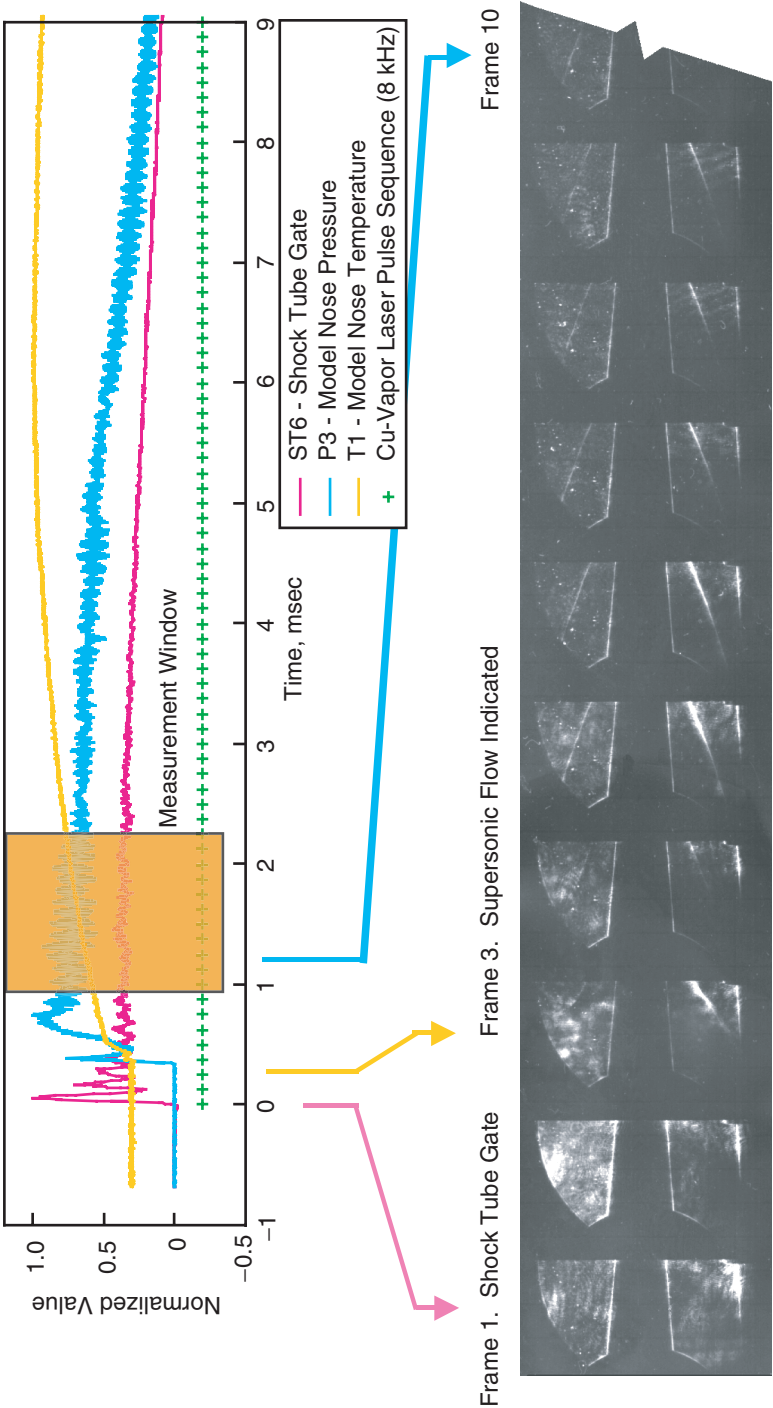 Normalized Value
1.0
0.5
0
−0.5
−1
0
1
2
3
4
5
6
7
8
9
Time, msec
Measurement Window
ST6 - Shock Tube Gate
P3 - Model Nose Pressure
T1 - Model Nose Temperature
Cu-Vapor Laser Pulse Sequence (8 kHz)
Frame 1. Shock Tube Gate
Frame 3. Supersonic Flow Indicated
Frame 10